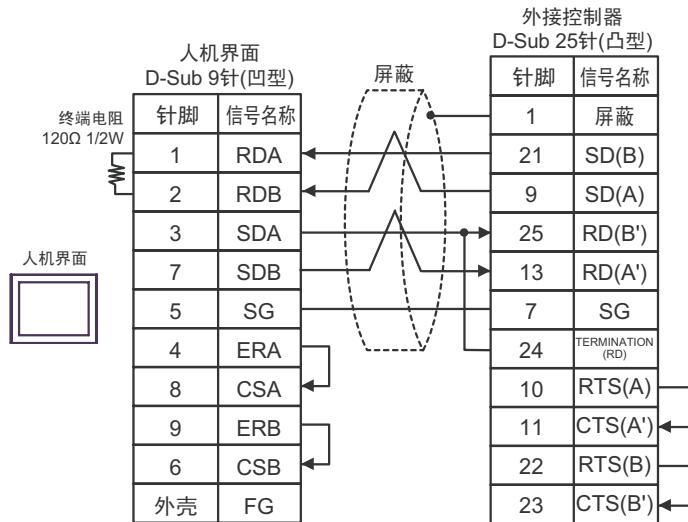 外接控制器
D-Sub 25针(凸型)
人机界面
D-Sub 9针(凹型)
屏蔽
终端电阻
120Ω 1/2W
人机界面
针脚 信号名称
1 RDA
2 RDB
3 SDA
7 SDB
5 SG
4 ERA
8 CSA
9 ERB
6 CSB
外壳 FG
针脚 信号名称
1 屏蔽
21 SD(B)
9 SD(A)
25 RD(B')
13 RD(A')
7 SG
24 TERMINATION
(RD)
10 RTS(A)
11 CTS(A')
22 RTS(B)
23 CTS(B')